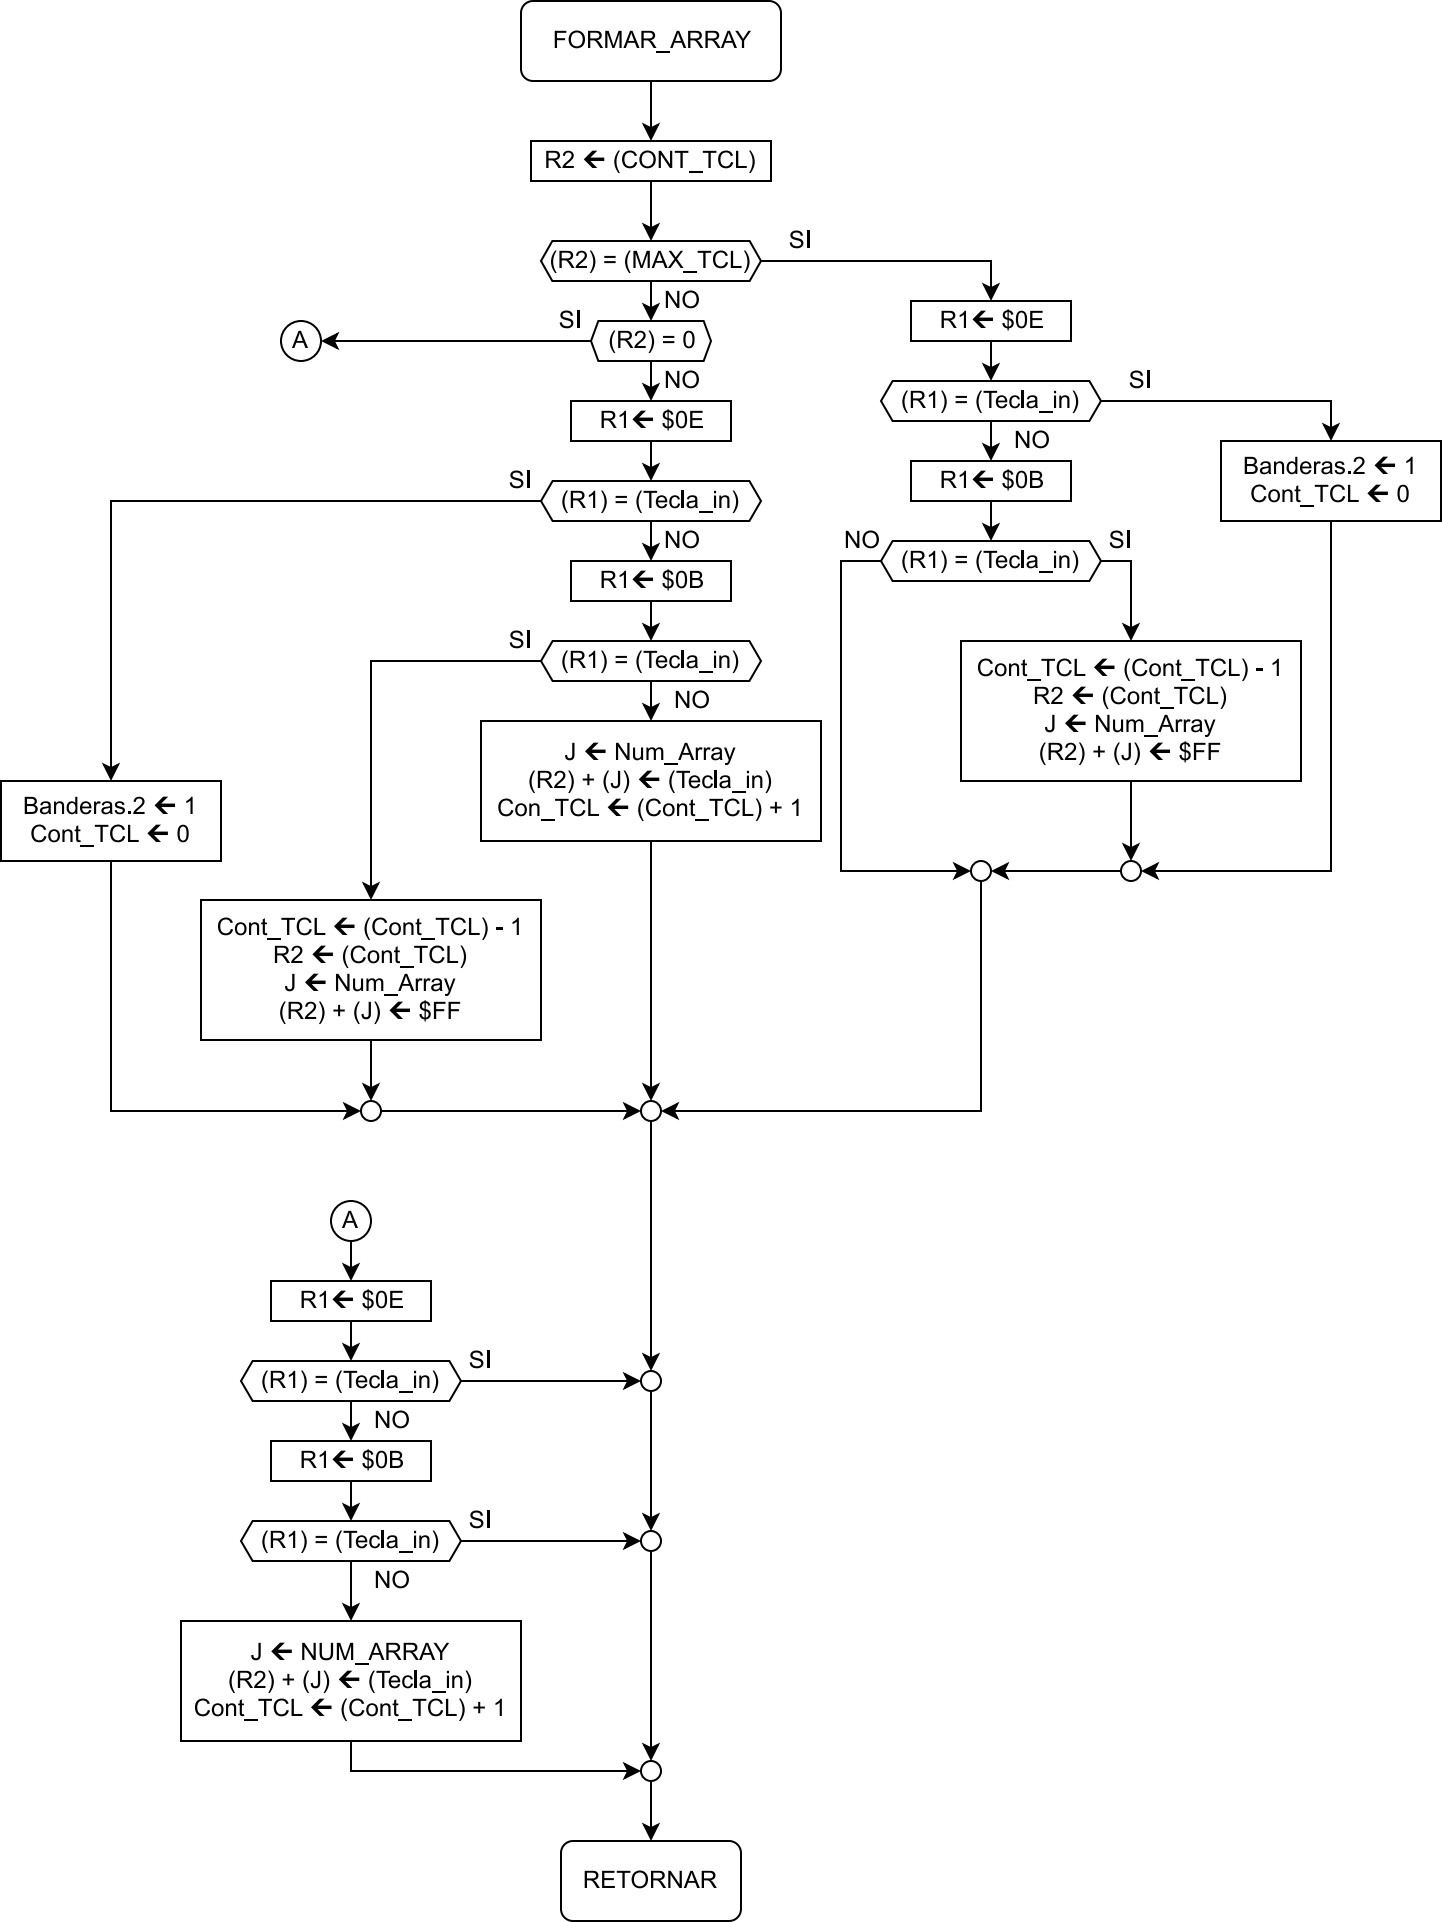 FORMAR_ARRAY
R2 🡨 (CONT_TCL)
(R2) = (MAX_TCL)
SI
NO
R1🡨 $0E
A
SI
(R2) = 0
NO
R1🡨 $0E
(R1) = (Tecla_in)
SI
NO
R1🡨 $0B
Banderas.2 🡨 1
Cont_TCL 🡨 0
SI
(R1) = (Tecla_in)
NO
NO
(R1) = (Tecla_in)
SI
R1🡨 $0B
SI
(R1) = (Tecla_in)
NO
Cont_TCL 🡨 (Cont_TCL) - 1
R2 🡨 (Cont_TCL)
J 🡨 Num_Array
(R2) + (J) 🡨 $FF
J 🡨 Num_Array
(R2) + (J) 🡨 (Tecla_in)
Con_TCL 🡨 (Cont_TCL) + 1
Banderas.2 🡨 1
Cont_TCL 🡨 0
Cont_TCL 🡨 (Cont_TCL) - 1
R2 🡨 (Cont_TCL)
J 🡨 Num_Array
(R2) + (J) 🡨 $FF
A
R1🡨 $0E
(R1) = (Tecla_in)
SI
NO
R1🡨 $0B
(R1) = (Tecla_in)
SI
NO
J 🡨 NUM_ARRAY
(R2) + (J) 🡨 (Tecla_in)
Cont_TCL 🡨 (Cont_TCL) + 1
RETORNAR